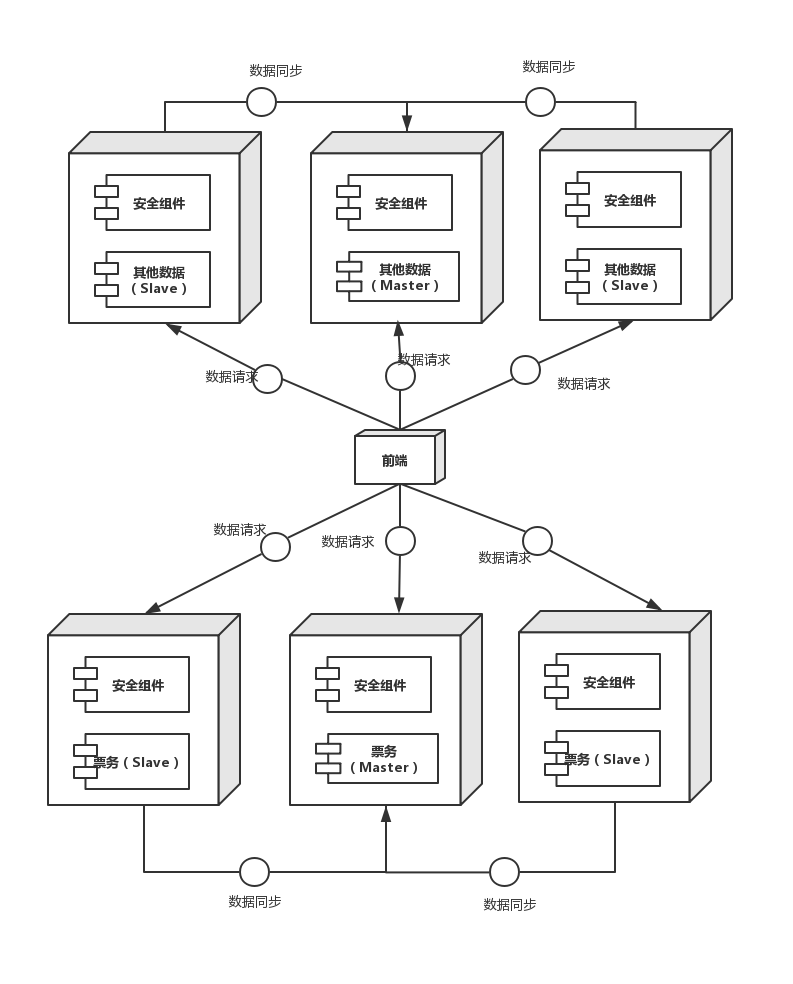 数据同步
数据同步
安全组件
安全组件
安全组件
其他数据
（Slave）
其他数据
（Master）
其他数据
（Slave）
数据请求
数据请求
数据请求
前端
数据请求
数据请求
数据请求
安全组件
安全组件
安全组件
票务（Slave）
票务
（Master）
票务（Slave）
数据同步
数据同步